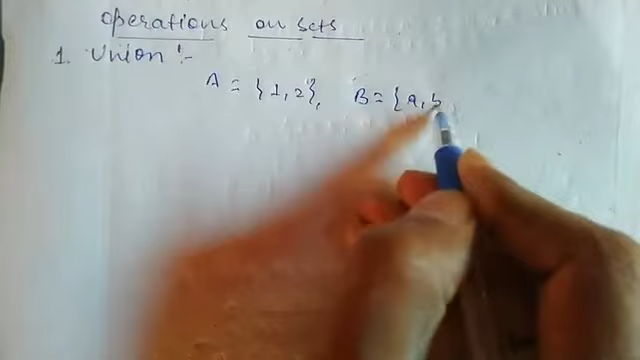 operations on sets
1. Union :-
A = {1,2}, B = {a, b